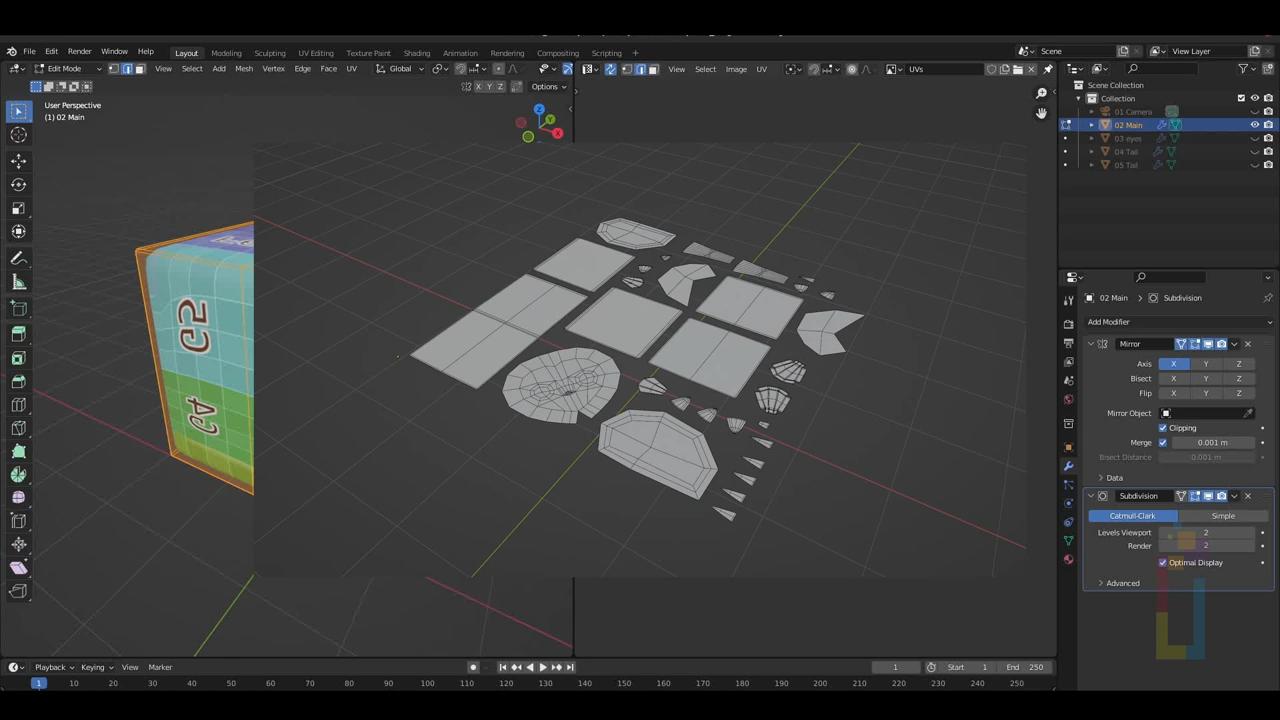 File Edit Render Window Help Layout Modeling Sculpting UV Editing Texture Paint Shading Animation Rendering Compositing Scripting + Scene View Layer
Edit Mode View Select Add Mesh Vertex Edge Face UV Global View Select Image UV UVs
X Y Z Options
Scene Collection
User Perspective
Collection
(1) 02 Main
01 Camera
02 Main
03 eyes
04 Tail
05 Tail
Z
Y
X
02 Main > Subdivision
Add Modifier
Mirror
Axis X Y Z
Bisect X Y Z
Flip X Y Z
Mirror Object
Clipping
Merge 0.001 m
Bisect Distance 0.001 m
Data
Subdivision
Catmull-Clark Simple
Levels Viewport 2
Render 2
Optimal Display
Advanced
Playback Keying View Marker 1 Start 1 End 250
1 10 20 30 40 50 60 70 80 90 100 110 120 130 140 150 160 170 180 190 200 210 220 230 240 250